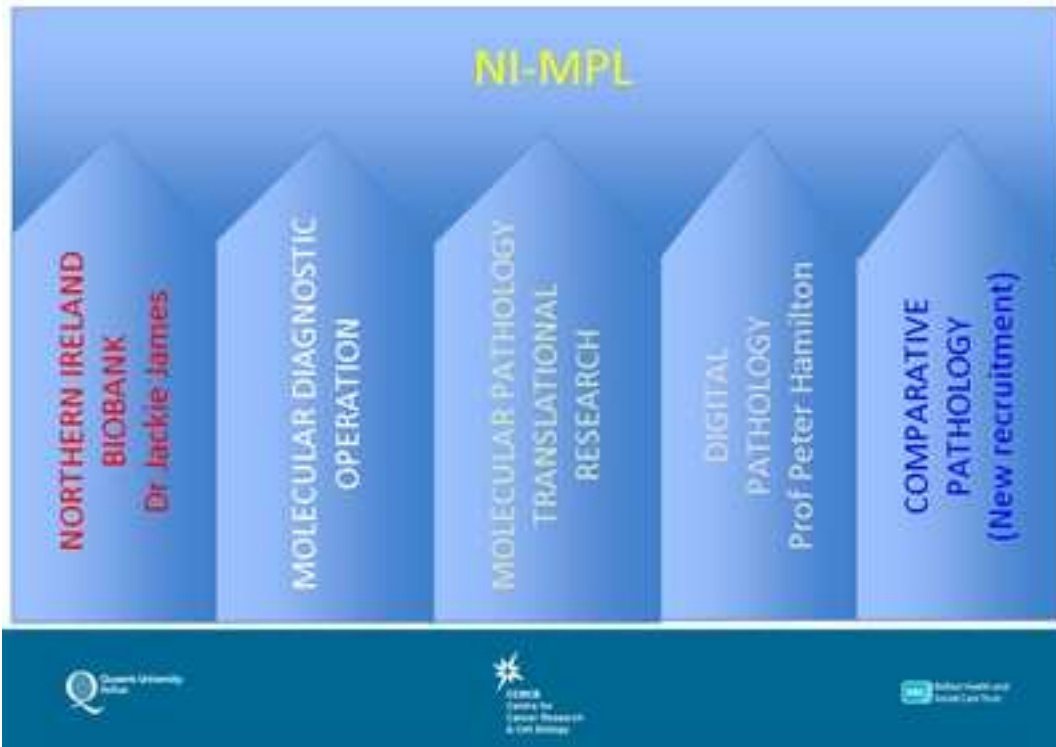 NI-MPL
NORTHERN IRELAND
BIOBANK
Dr Jackie James
MOLECULAR DIAGNOSTIC
OPERATION
MOLECULAR PATHOLOGY
TRANSLATIONAL
RESEARCH
DIGITAL
PATHOLOGY
Prof Peter Hamilton
COMPARATIVE
PATHOLOGY
(New recruitment)
Queen's University
Belfast
CCRCB
Centre for
Cancer Research
& Cell Biology
Belfast Health and
Social Care Trust